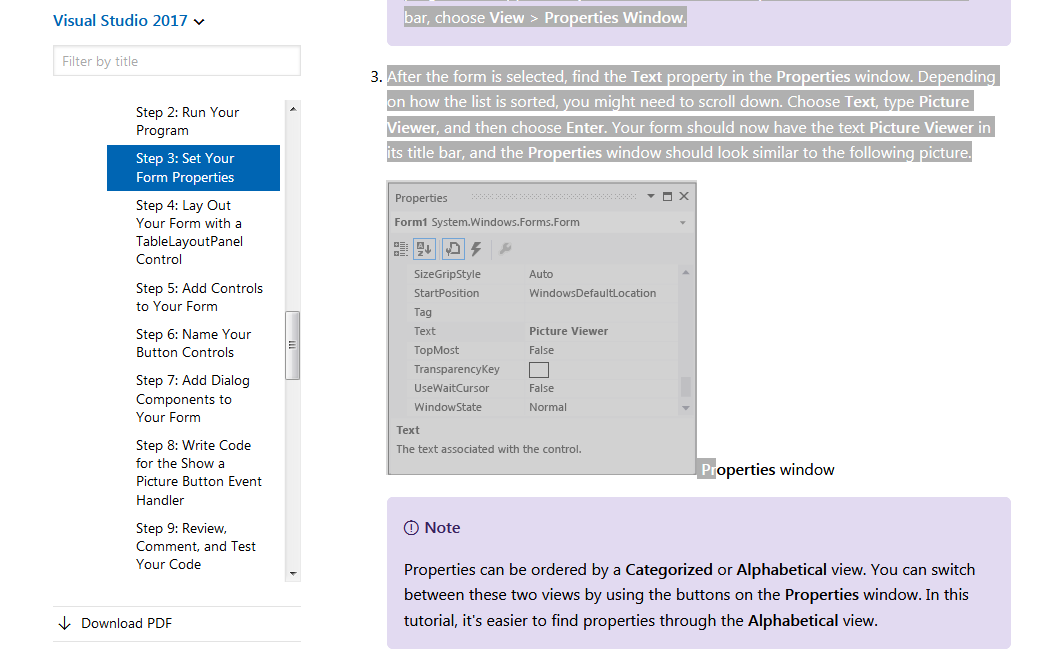 Visual Studio 2017
Filter by title
Step 2: Run Your
Program
Step 3: Set Your
Form Properties
Step 4: Lay Out
Your Form with a
TableLayoutPanel
Control
Step 5: Add Controls
to Your Form
Step 6: Name Your
Button Controls
Step 7: Add Dialog
Components to
Your Form
Step 8: Write Code
for the Show a
Picture Button Event
Handler
Step 9: Review,
Comment, and Test
Your Code
Download PDF
bar, choose View > Properties Window.
3. After the form is selected, find the Text property in the Properties window. Depending
on how the list is sorted, you might need to scroll down. Choose Text, type Picture
Viewer, and then choose Enter. Your form should now have the text Picture Viewer in
its title bar, and the Properties window should look similar to the following picture.
Properties
Form1 System.Windows.Forms.Form
SizeGripStyle Auto
StartPosition WindowsDefaultLocation
Tag
Text Picture Viewer
TopMost False
TransparencyKey
UseWaitCursor False
WindowState Normal
Text
The text associated with the control.
Properties window
Note
Properties can be ordered by a Categorized or Alphabetical view. You can switch
between these two views by using the buttons on the Properties window. In this
tutorial, it's easier to find properties through the Alphabetical view.